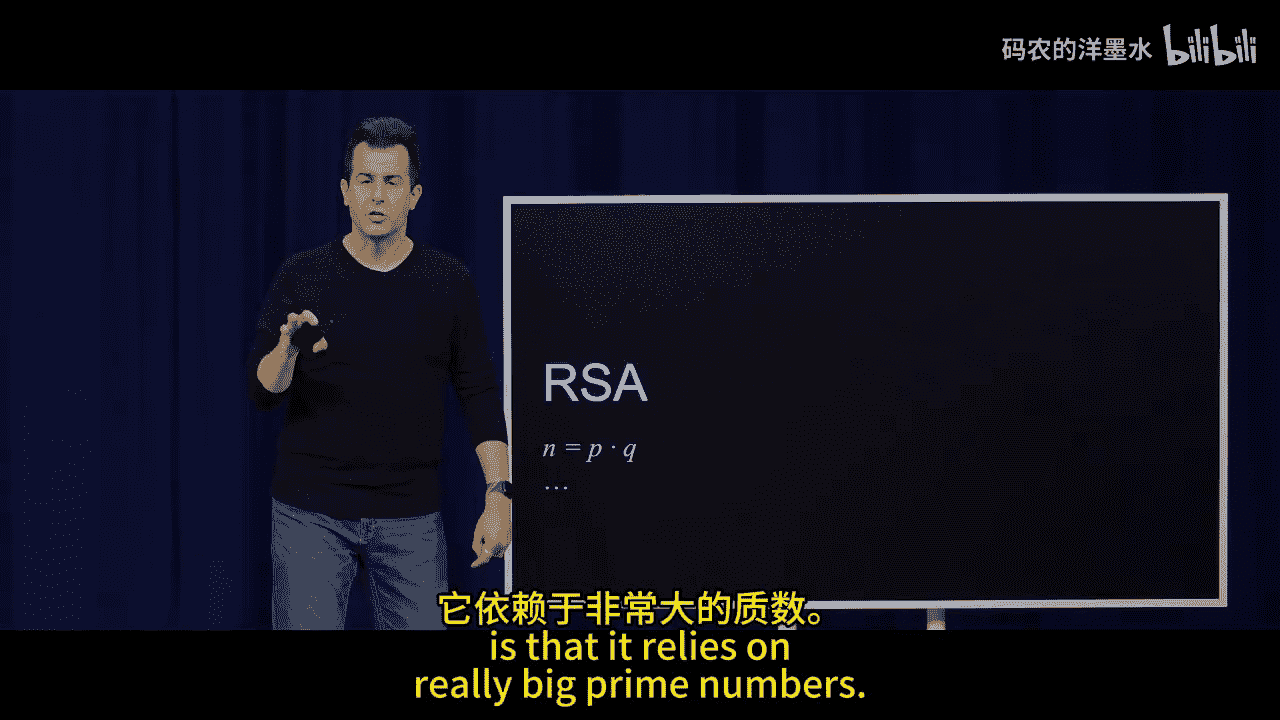 码农的洋墨水 bilibili
RSA
n = p · q
...
它依赖于非常大的质数。
is that it relies on
really big prime numbers.